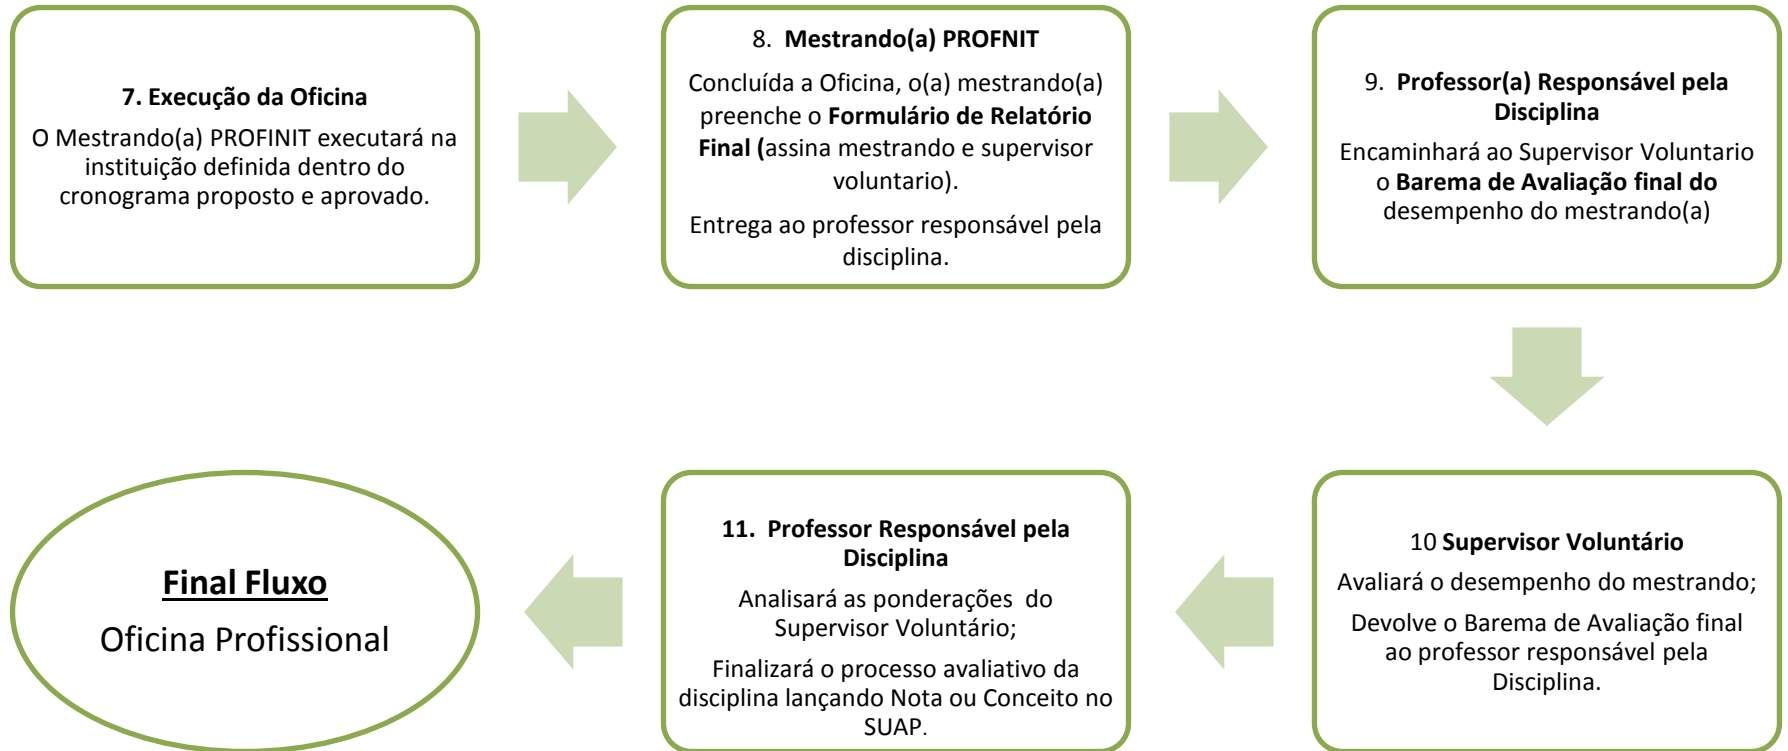 7. Execução da Oficina
O Mestrando(a) PROFINIT executará na
instituição definida dentro do
cronograma proposto e aprovado.
8. Mestrando(a) PROFNIT
Concluída a Oficina, o(a) mestrando(a)
preenche o Formulário de Relatório
Final (assina mestrando e supervisor
voluntario).
Entrega ao professor responsável pela
disciplina.
9. Professor(a) Responsável pela
Disciplina
Encaminhará ao Supervisor Voluntario
o Barema de Avaliação final do
desempenho do mestrando(a)
10 Supervisor Voluntário
Avaliará o desempenho do mestrando;
Devolve o Barema de Avaliação final
ao professor responsável pela
Disciplina.
11. Professor Responsável pela
Disciplina
Analisará as ponderações do
Supervisor Voluntário;
Finalizará o processo avaliativo da
disciplina lançando Nota ou Conceito no
SUAP.
Final Fluxo
Oficina Profissional